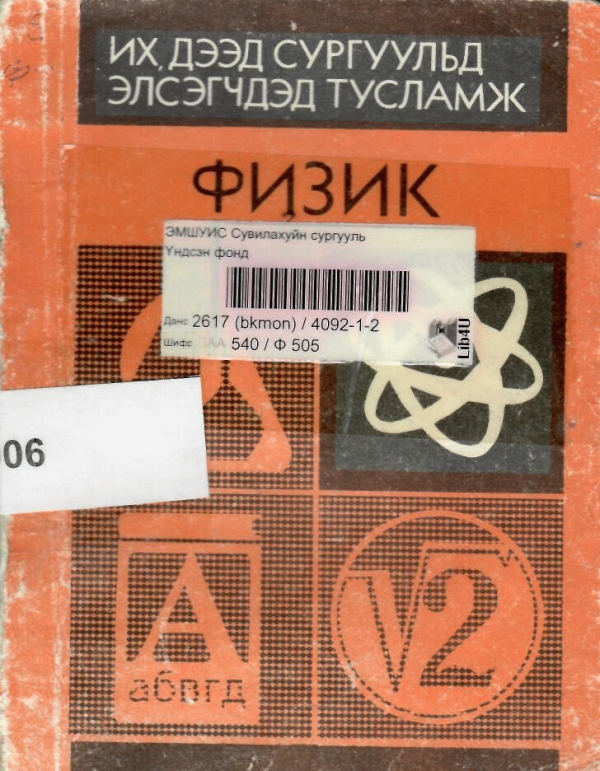 ИХ, ДЭЭД СУРГУУЛЬД
ЭЛСЭГЧДЭД ТУСЛАМЖ
ФИЗИК
ЭМШУИС Сувилахуйн сургууль
Үндсэн фонд
Данс 2617 (bkmon) / 4092-1-2
Шифр 540 / Ф 505
Lib4U
06
А
абвгд
√2